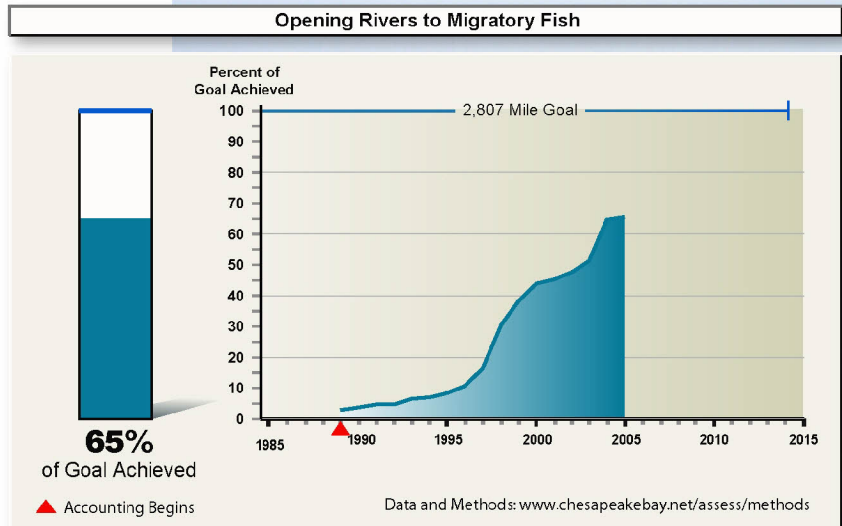 Opening Rivers to Migratory Fish
Percent of
Goal Achieved
100
2,807 Mile Goal
90
80
70
60
50
40
30
20
10
0
1985
1990
1995
2000
2005
2010
2015
65%
of Goal Achieved
Accounting Begins
Data and Methods: www.chesapeakebay.net/assess/methods